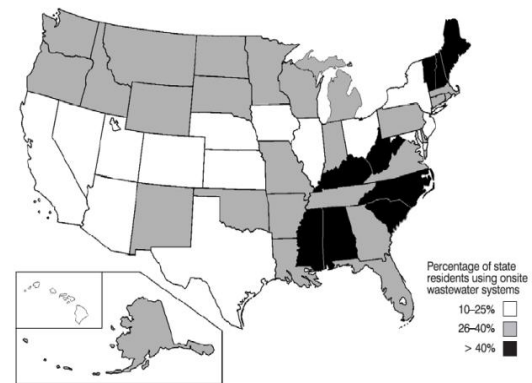 Percentage of state
residents using onsite
wastewater systems
10–25%
26–40%
> 40%